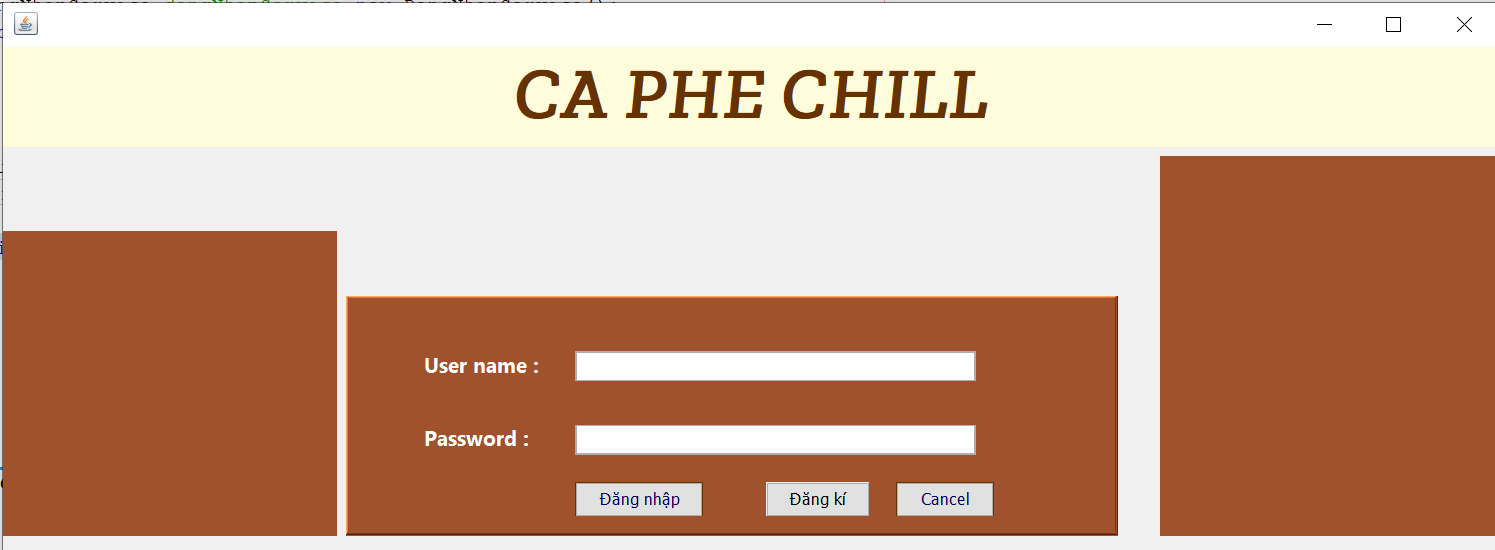 CA PHE CHILL
User name :
Password :
Đăng nhập Đăng kí Cancel